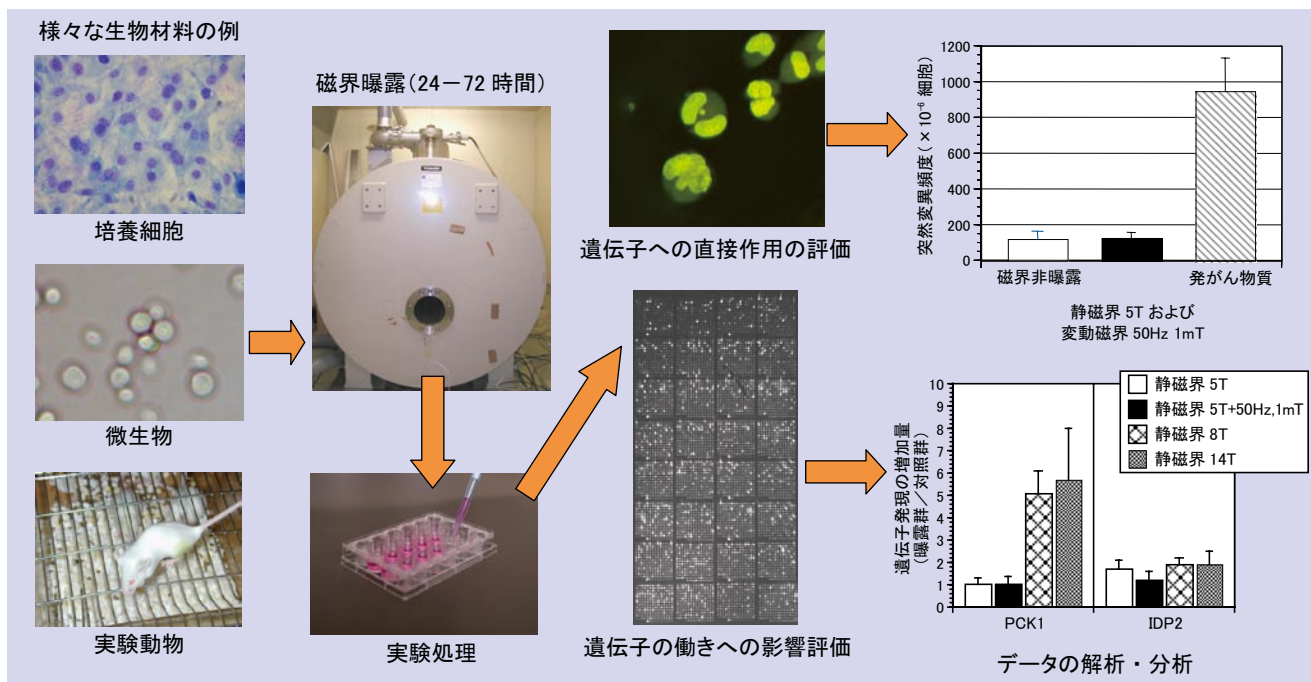 様々な生物材料の例
培養細胞
微生物
実験動物
磁界曝露(24－72 時間)
実験処理
遺伝子への直接作用の評価
遺伝子の働きへの影響評価
突然変異頻度(×10⁻⁶ 細胞)
1200
1000
800
600
400
200
0
磁界非曝露
発がん物質
静磁界 5T および
変動磁界 50Hz 1mT
静磁界 5T
静磁界 5T+50Hz,1mT
静磁界 8T
静磁界 14T
遺伝子発現の増加量
(曝露群／対照群)
10
9
8
7
6
5
4
3
2
1
0
PCK1
IDP2
データの解析・分析